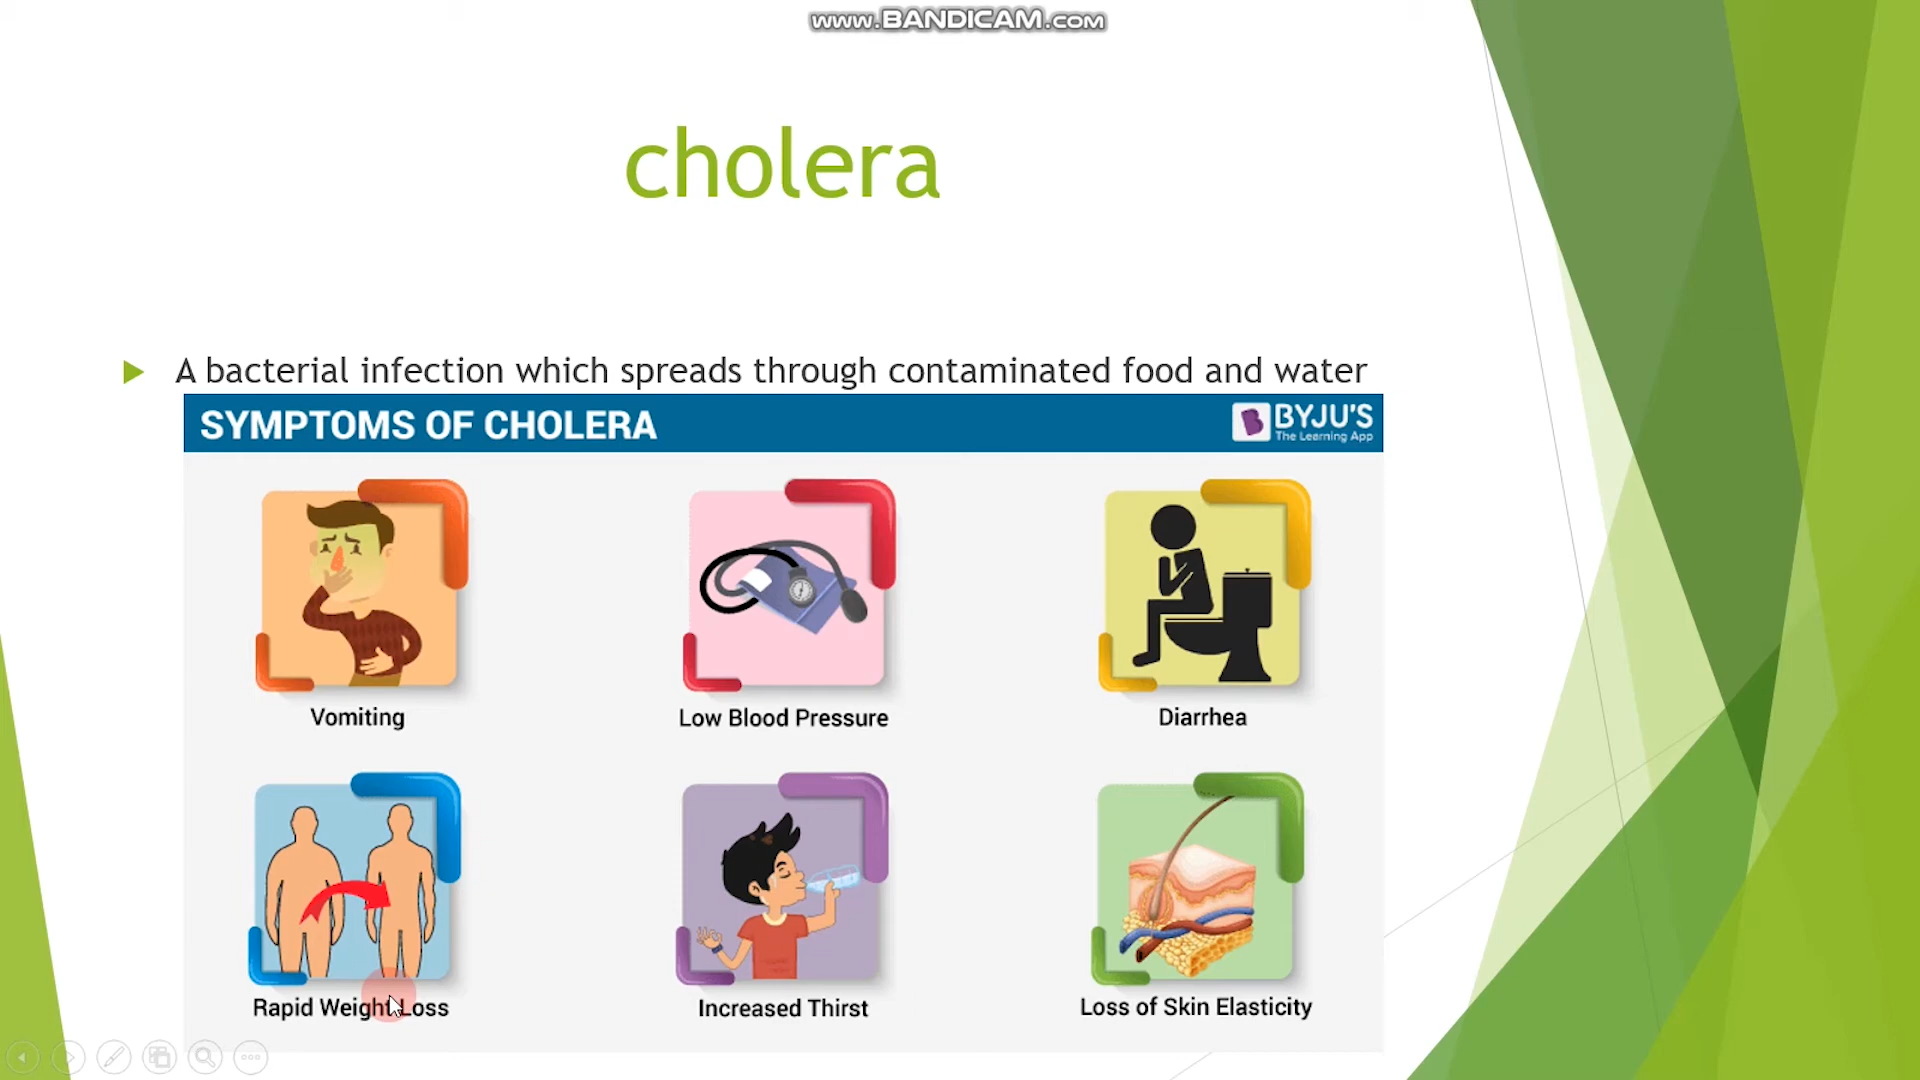 www.BANDICAM.com
cholera
A bacterial infection which spreads through contaminated food and water
SYMPTOMS OF CHOLERA
B BYJU'S
The Learning App
Vomiting
Low Blood Pressure
Diarrhea
Rapid Weight Loss
Increased Thirst
Loss of Skin Elasticity